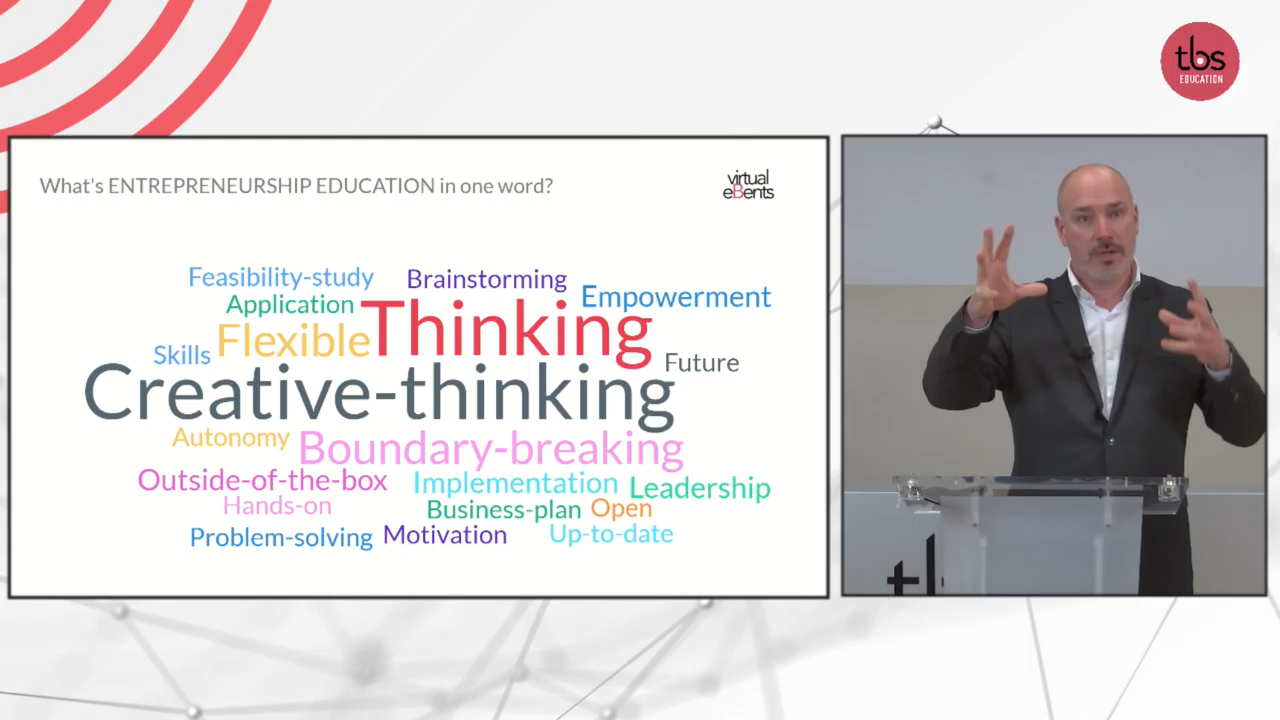 tbs
EDUCATION
What's ENTREPRENEURSHIP EDUCATION in one word?
virtual
eBents
Feasibility-study
Brainstorming
Empowerment
Application
Thinking
Flexible
Skills
Future
Creative-thinking
Autonomy
Boundary-breaking
Outside-of-the-box
Implementation
Leadership
Hands-on
Business-plan
Open
Problem-solving
Motivation
Up-to-date